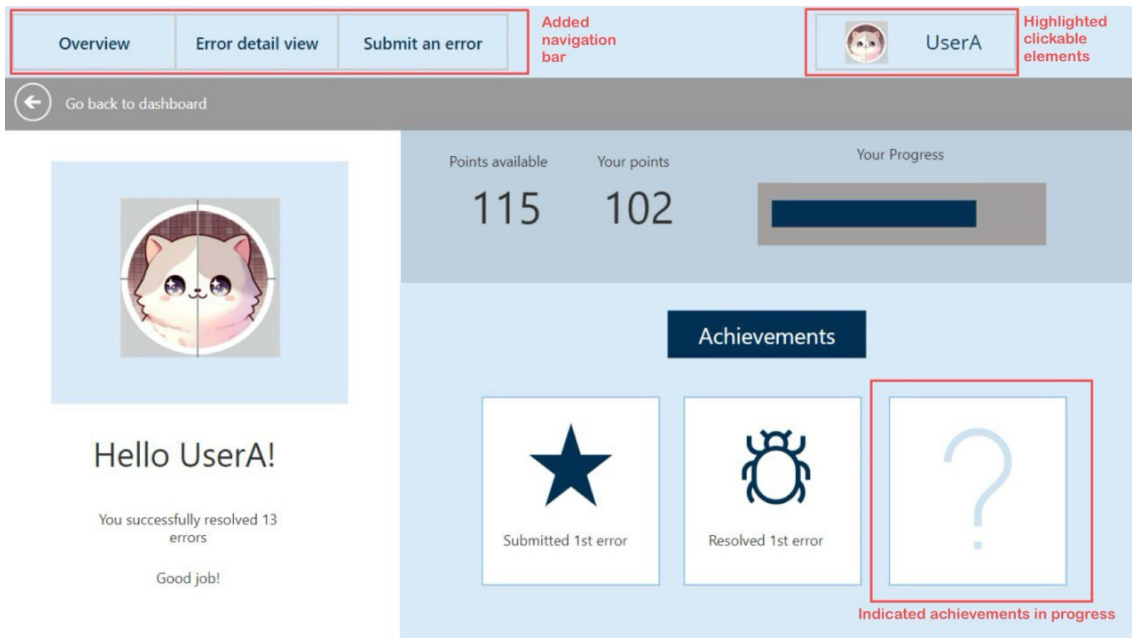 Overview
Error detail view
Submit an error
Added
navigation
bar
UserA
Highlighted
clickable
elements
Go back to dashboard
Points available
Your points
Your Progress
115
102
Achievements
Hello UserA!
You successfully resolved 13
errors
Good job!
Submitted 1st error
Resolved 1st error
?
Indicated achievements in progress